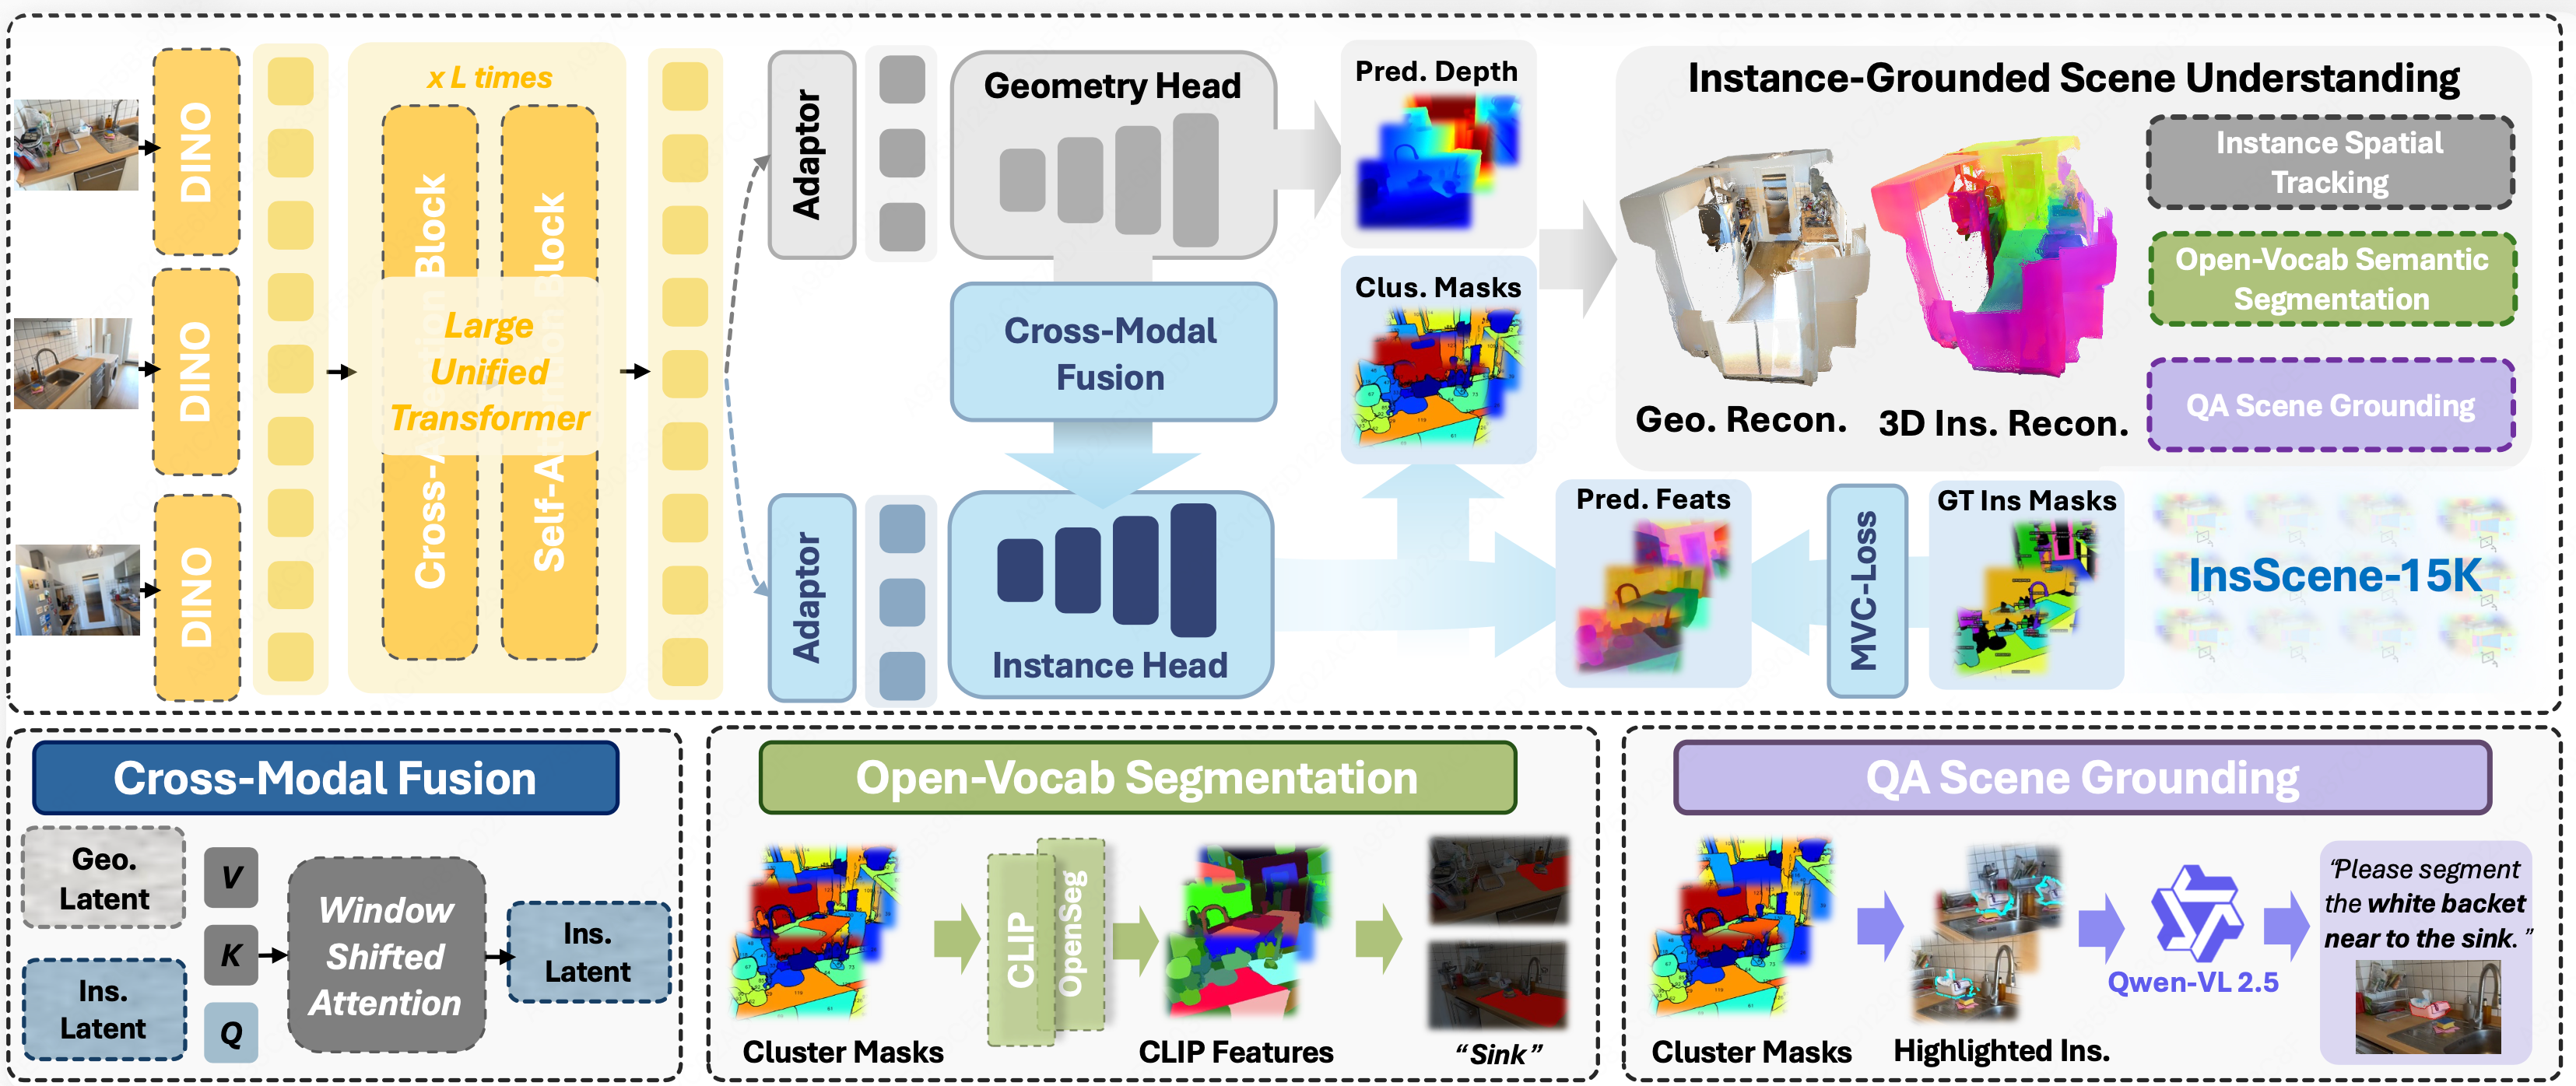 DINO
DINO
DINO
x L times
Cross-Attention Block
Self-Attention Block
Large
Unified
Transformer
Adaptor
Geometry Head
Cross-Modal
Fusion
Adaptor
Instance Head
Pred. Depth
Clus. Masks
Instance-Grounded Scene Understanding
Geo. Recon.
3D Ins. Recon.
Instance Spatial
Tracking
Open-Vocab Semantic
Segmentation
QA Scene Grounding
Pred. Feats
MVC-Loss
GT Ins Masks
InsScene-15K
Cross-Modal Fusion
Geo.
Latent
Ins.
Latent
V
K
Q
Window
Shifted
Attention
Ins.
Latent
Open-Vocab Segmentation
Cluster Masks
CLIP
OpenSeg
CLIP Features
“Sink”
QA Scene Grounding
Cluster Masks
Highlighted Ins.
Qwen-VL 2.5
“Please segment
the white backet
near to the sink. ”